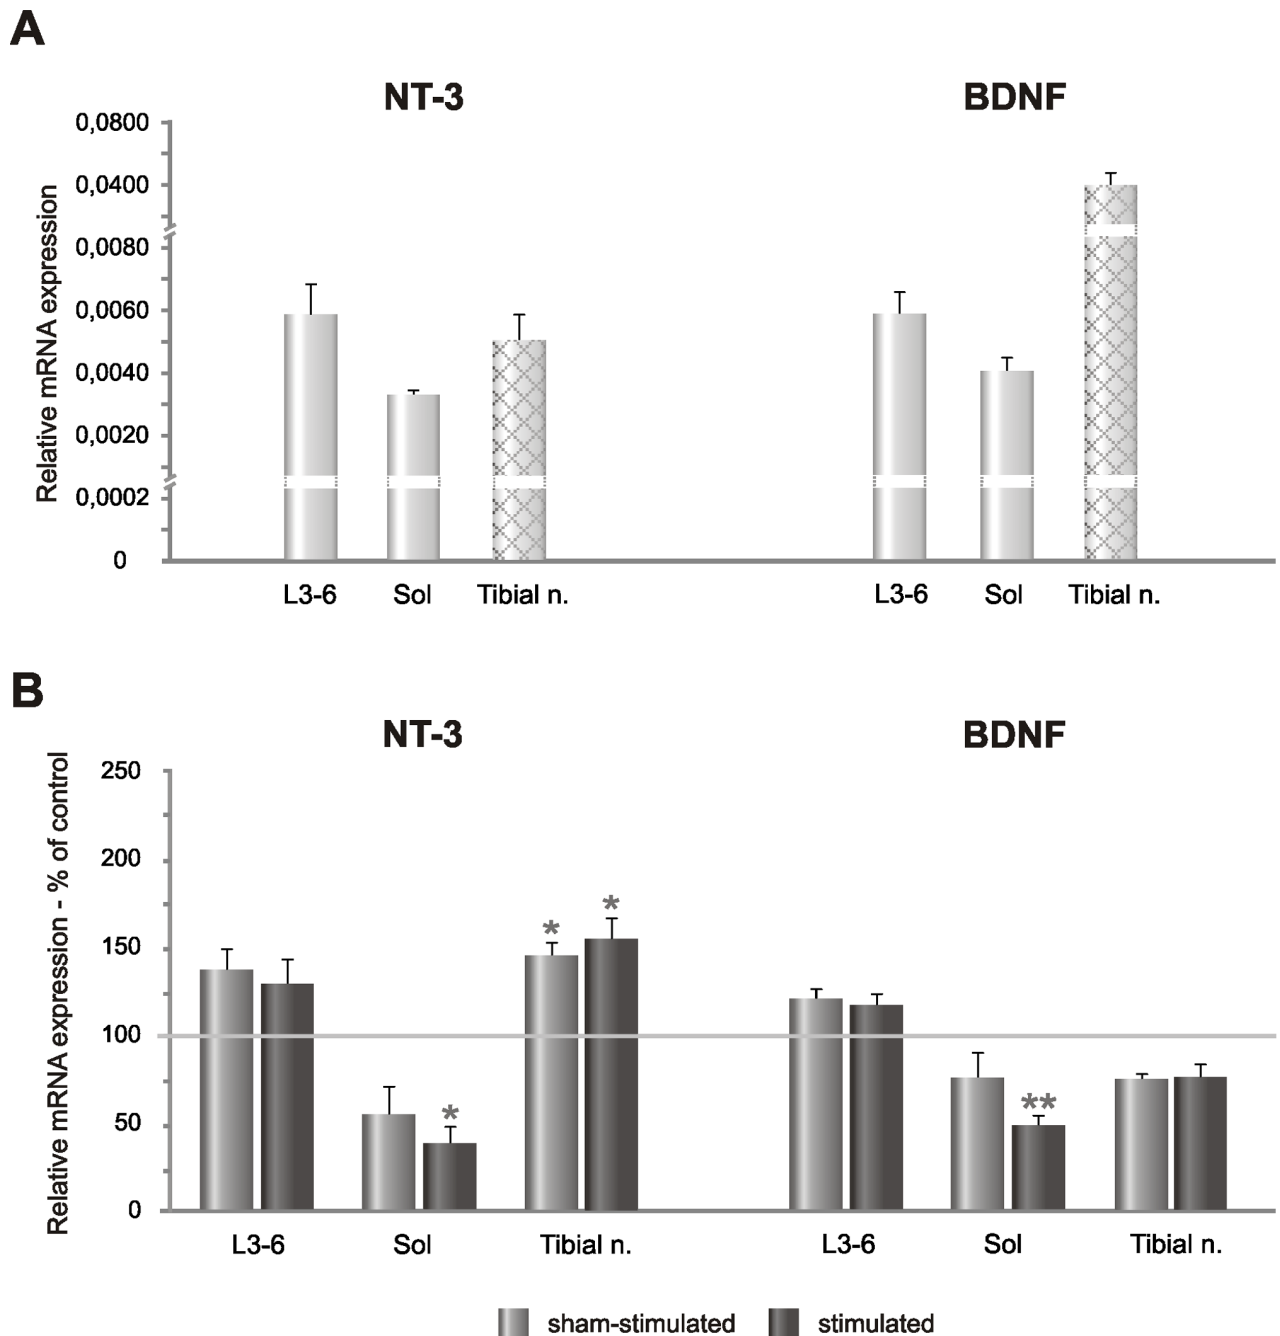 A
NT-3 BDNF
Relative mRNA expression
0,0800
0,0400
0,0080
0,0060
0,0040
0,0020
0,0002
0
L3-6 Sol Tibial n. L3-6 Sol Tibial n.
B
NT-3 BDNF
Relative mRNA expression - % of control
250
200
150
100
50
0
* * * **
L3-6 Sol Tibial n. L3-6 Sol Tibial n.
sham-stimulated stimulated